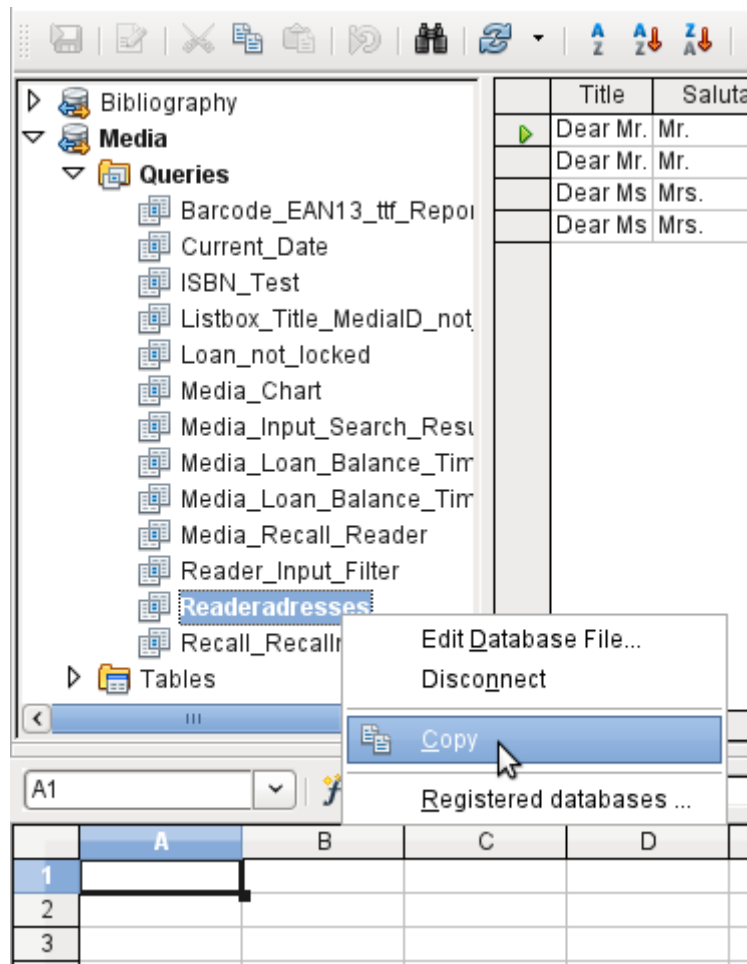 A
Z
A
Z
Z
A
Bibliography
Media
Queries
Barcode_EAN13_ttf_Repor
Current_Date
ISBN_Test
Listbox_Title_MediaID_not_
Loan_not_locked
Media_Chart
Media_Input_Search_Resu
Media_Loan_Balance_Tim
Media_Loan_Balance_Tim
Media_Recall_Reader
Reader_Input_Filter
Readeradresses
Recall_Recallr
Tables
Title Saluta
Dear Mr. Mr.
Dear Mr. Mr.
Dear Ms Mrs.
Dear Ms Mrs.
Edit Database File...
Disconnect
Copy
Registered databases ...
A1
A B C D
1
2
3